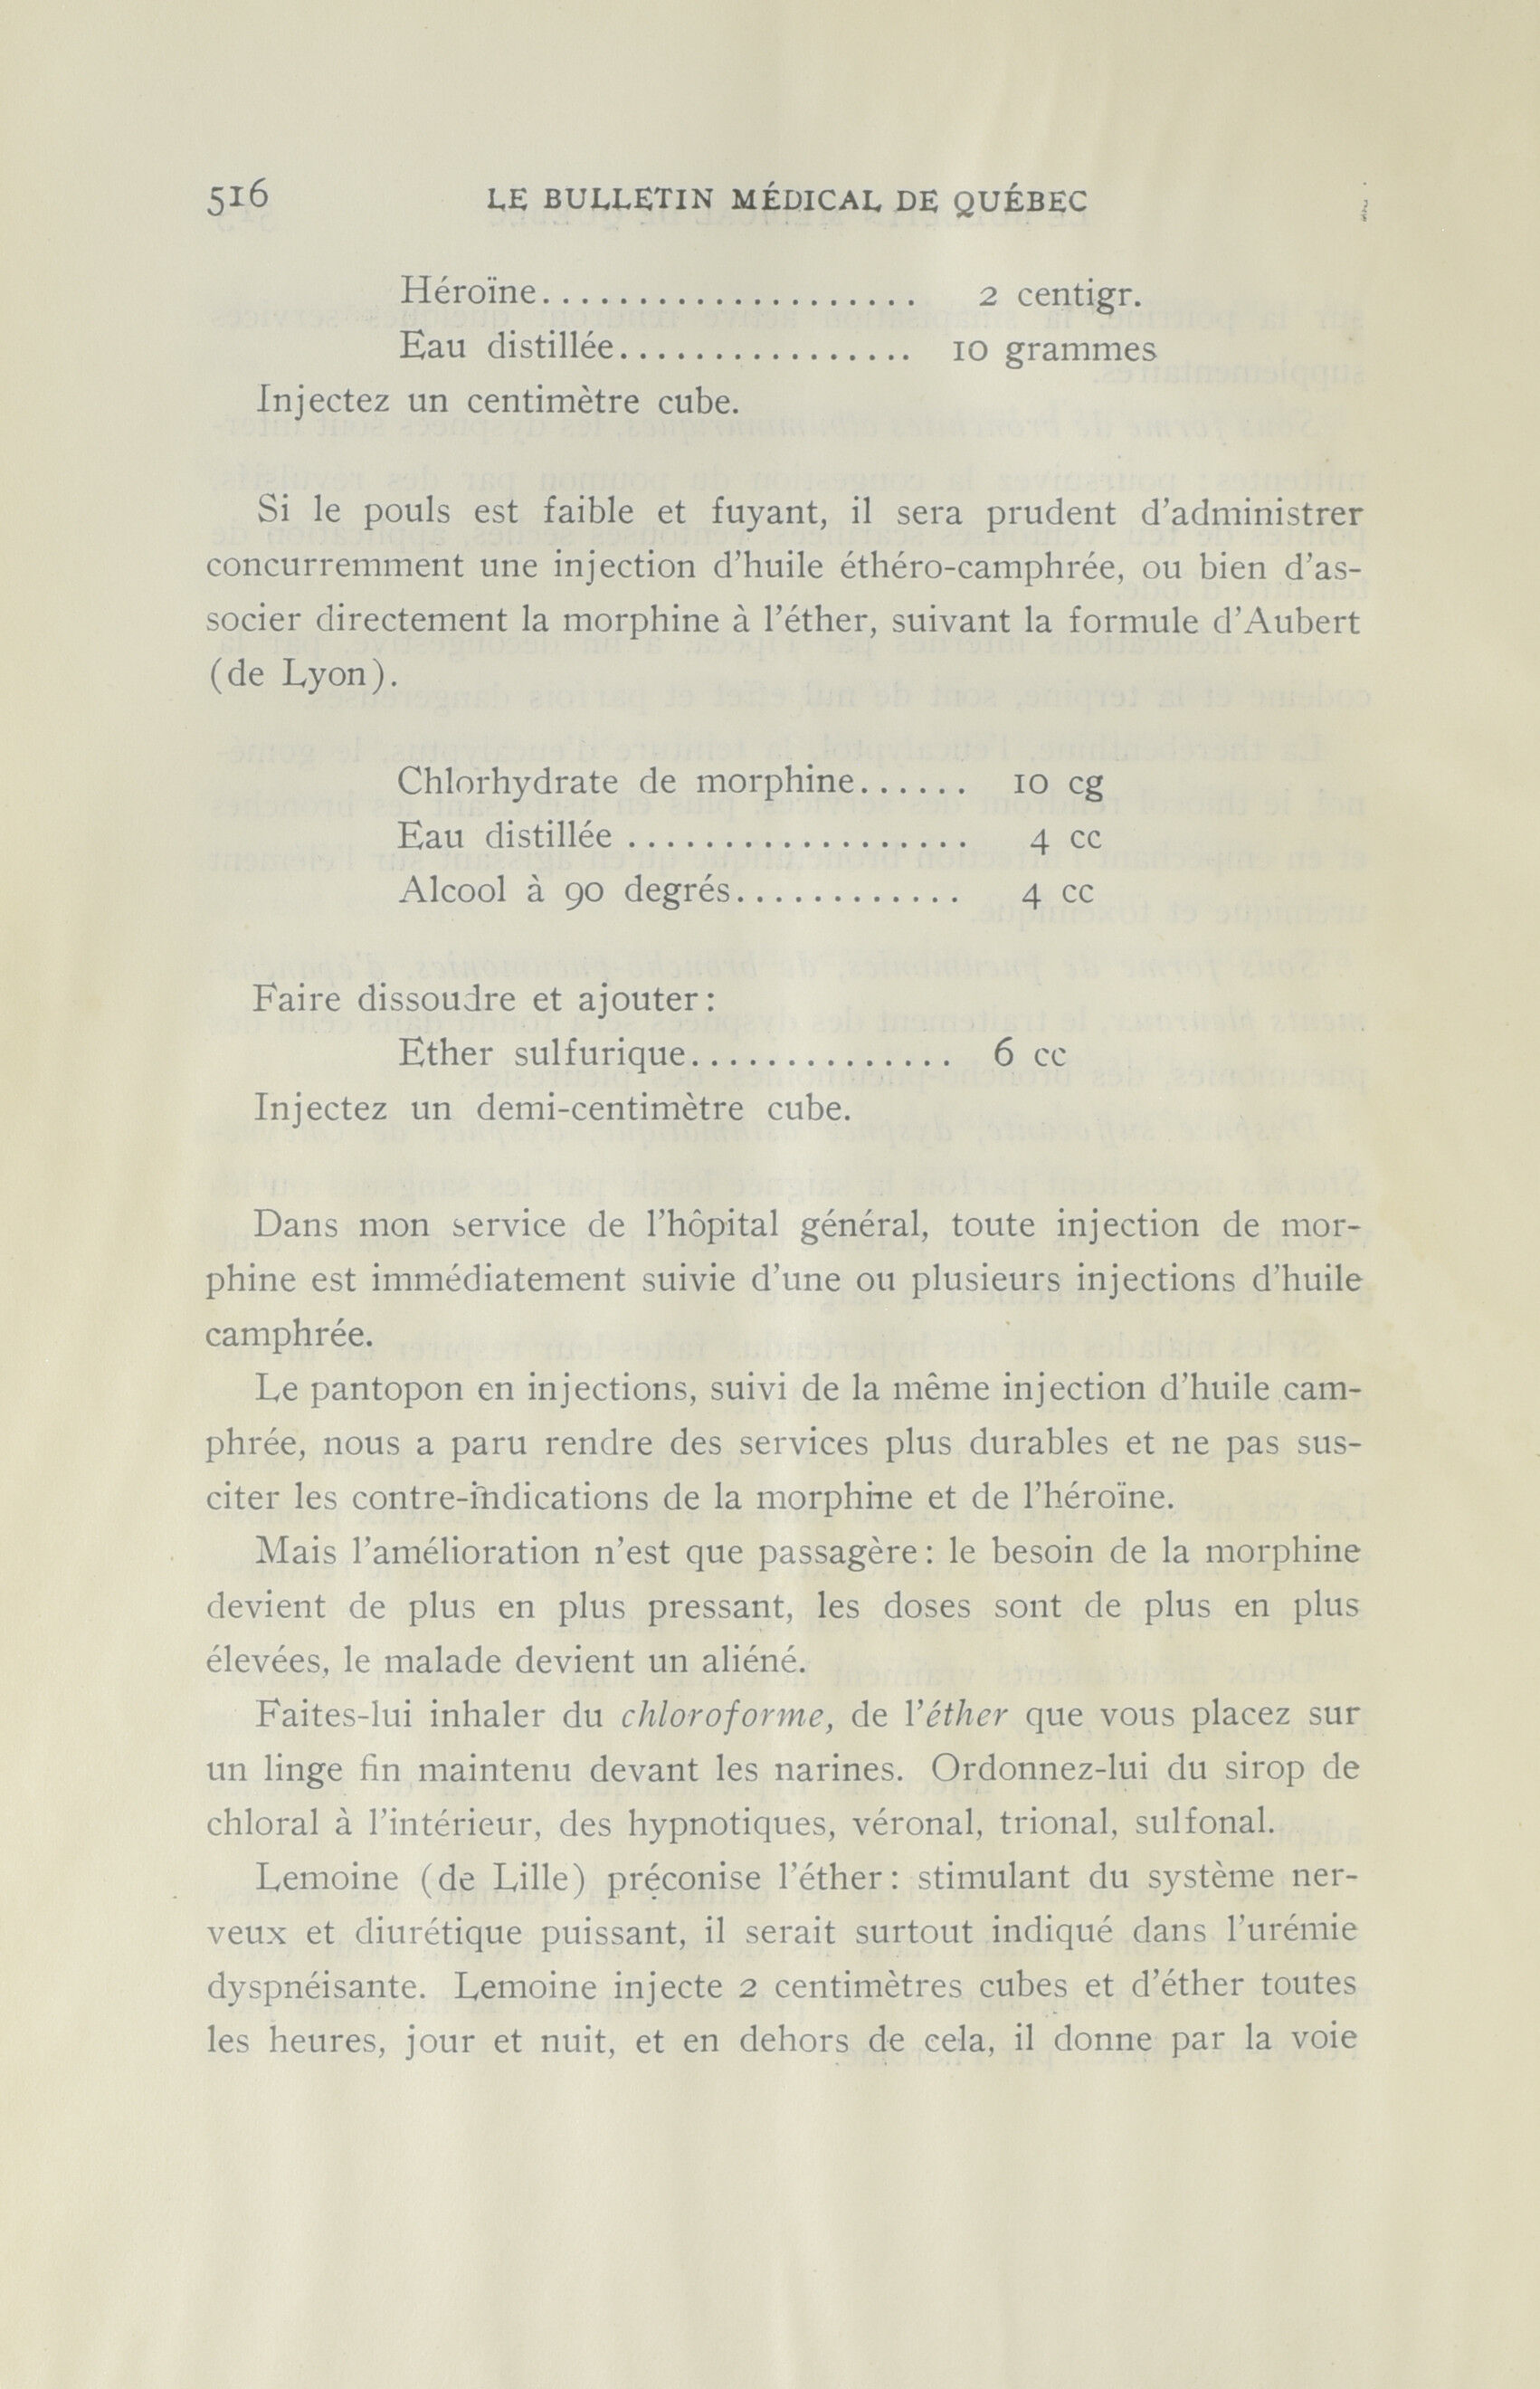 516 LE BULLETIN MÉDICAL DE QUÉBEC
Héroïne.................... 2 centigr.
Eau distillée................ 10 grammes
Injectez un centimètre cube.
Si le pouls est faible et fuyant, il sera prudent d'administrer
concurremment une injection d'huile éthéro-camphrée, ou bien d'as-
socier directement la morphine à l'éther, suivant la formule d'Aubert
(de Lyon).
Chlorhydrate de morphine...... 10 cg
Eau distillée .................. 4 cc
Alcool à 90 degrés............ 4 cc
Faire dissoudre et ajouter:
Ether sulfurique.............. 6 cc
Injectez un demi-centimètre cube.
Dans mon service de l'hôpital général, toute injection de mor-
phine est immédiatement suivie d'une ou plusieurs injections d'huile
camphrée.
Le pantopon en injections, suivi de la même injection d'huile cam-
phrée, nous a paru rendre des services plus durables et ne pas sus-
citer les contre-indications de la morphine et de l'héroïne.
Mais l'amélioration n'est que passagère: le besoin de la morphine
devient de plus en plus pressant, les doses sont de plus en plus
élevées, le malade devient un aliéné.
Faites-lui inhaler du chloroforme, de l'éther que vous placez sur
un linge fin maintenu devant les narines. Ordonnez-lui du sirop de
chloral à l'intérieur, des hypnotiques, véronal, trional, sulfonal.
Lemoine (de Lille) préconise l'éther: stimulant du système ner-
veux et diurétique puissant, il serait surtout indiqué dans l'urémie
dyspnéisante. Lemoine injecte 2 centimètres cubes et d'éther toutes
les heures, jour et nuit, et en dehors de cela, il donne par la voie